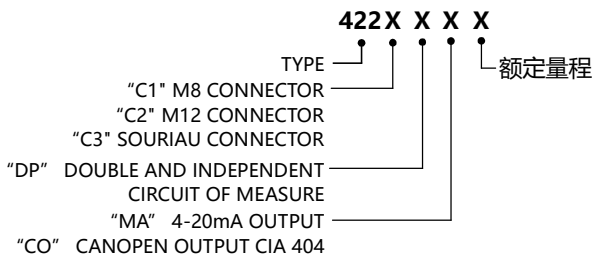 422X X X X
TYPE
额定量程
"C1" M8 CONNECTOR
"C2" M12 CONNECTOR
"C3" SOURIAU CONNECTOR
"DP” DOUBLE AND INDEPENDENT
CIRCUIT OF MEASURE
"MA” 4-20mA OUTPUT
"CO” CANOPEN OUTPUT CIA 404